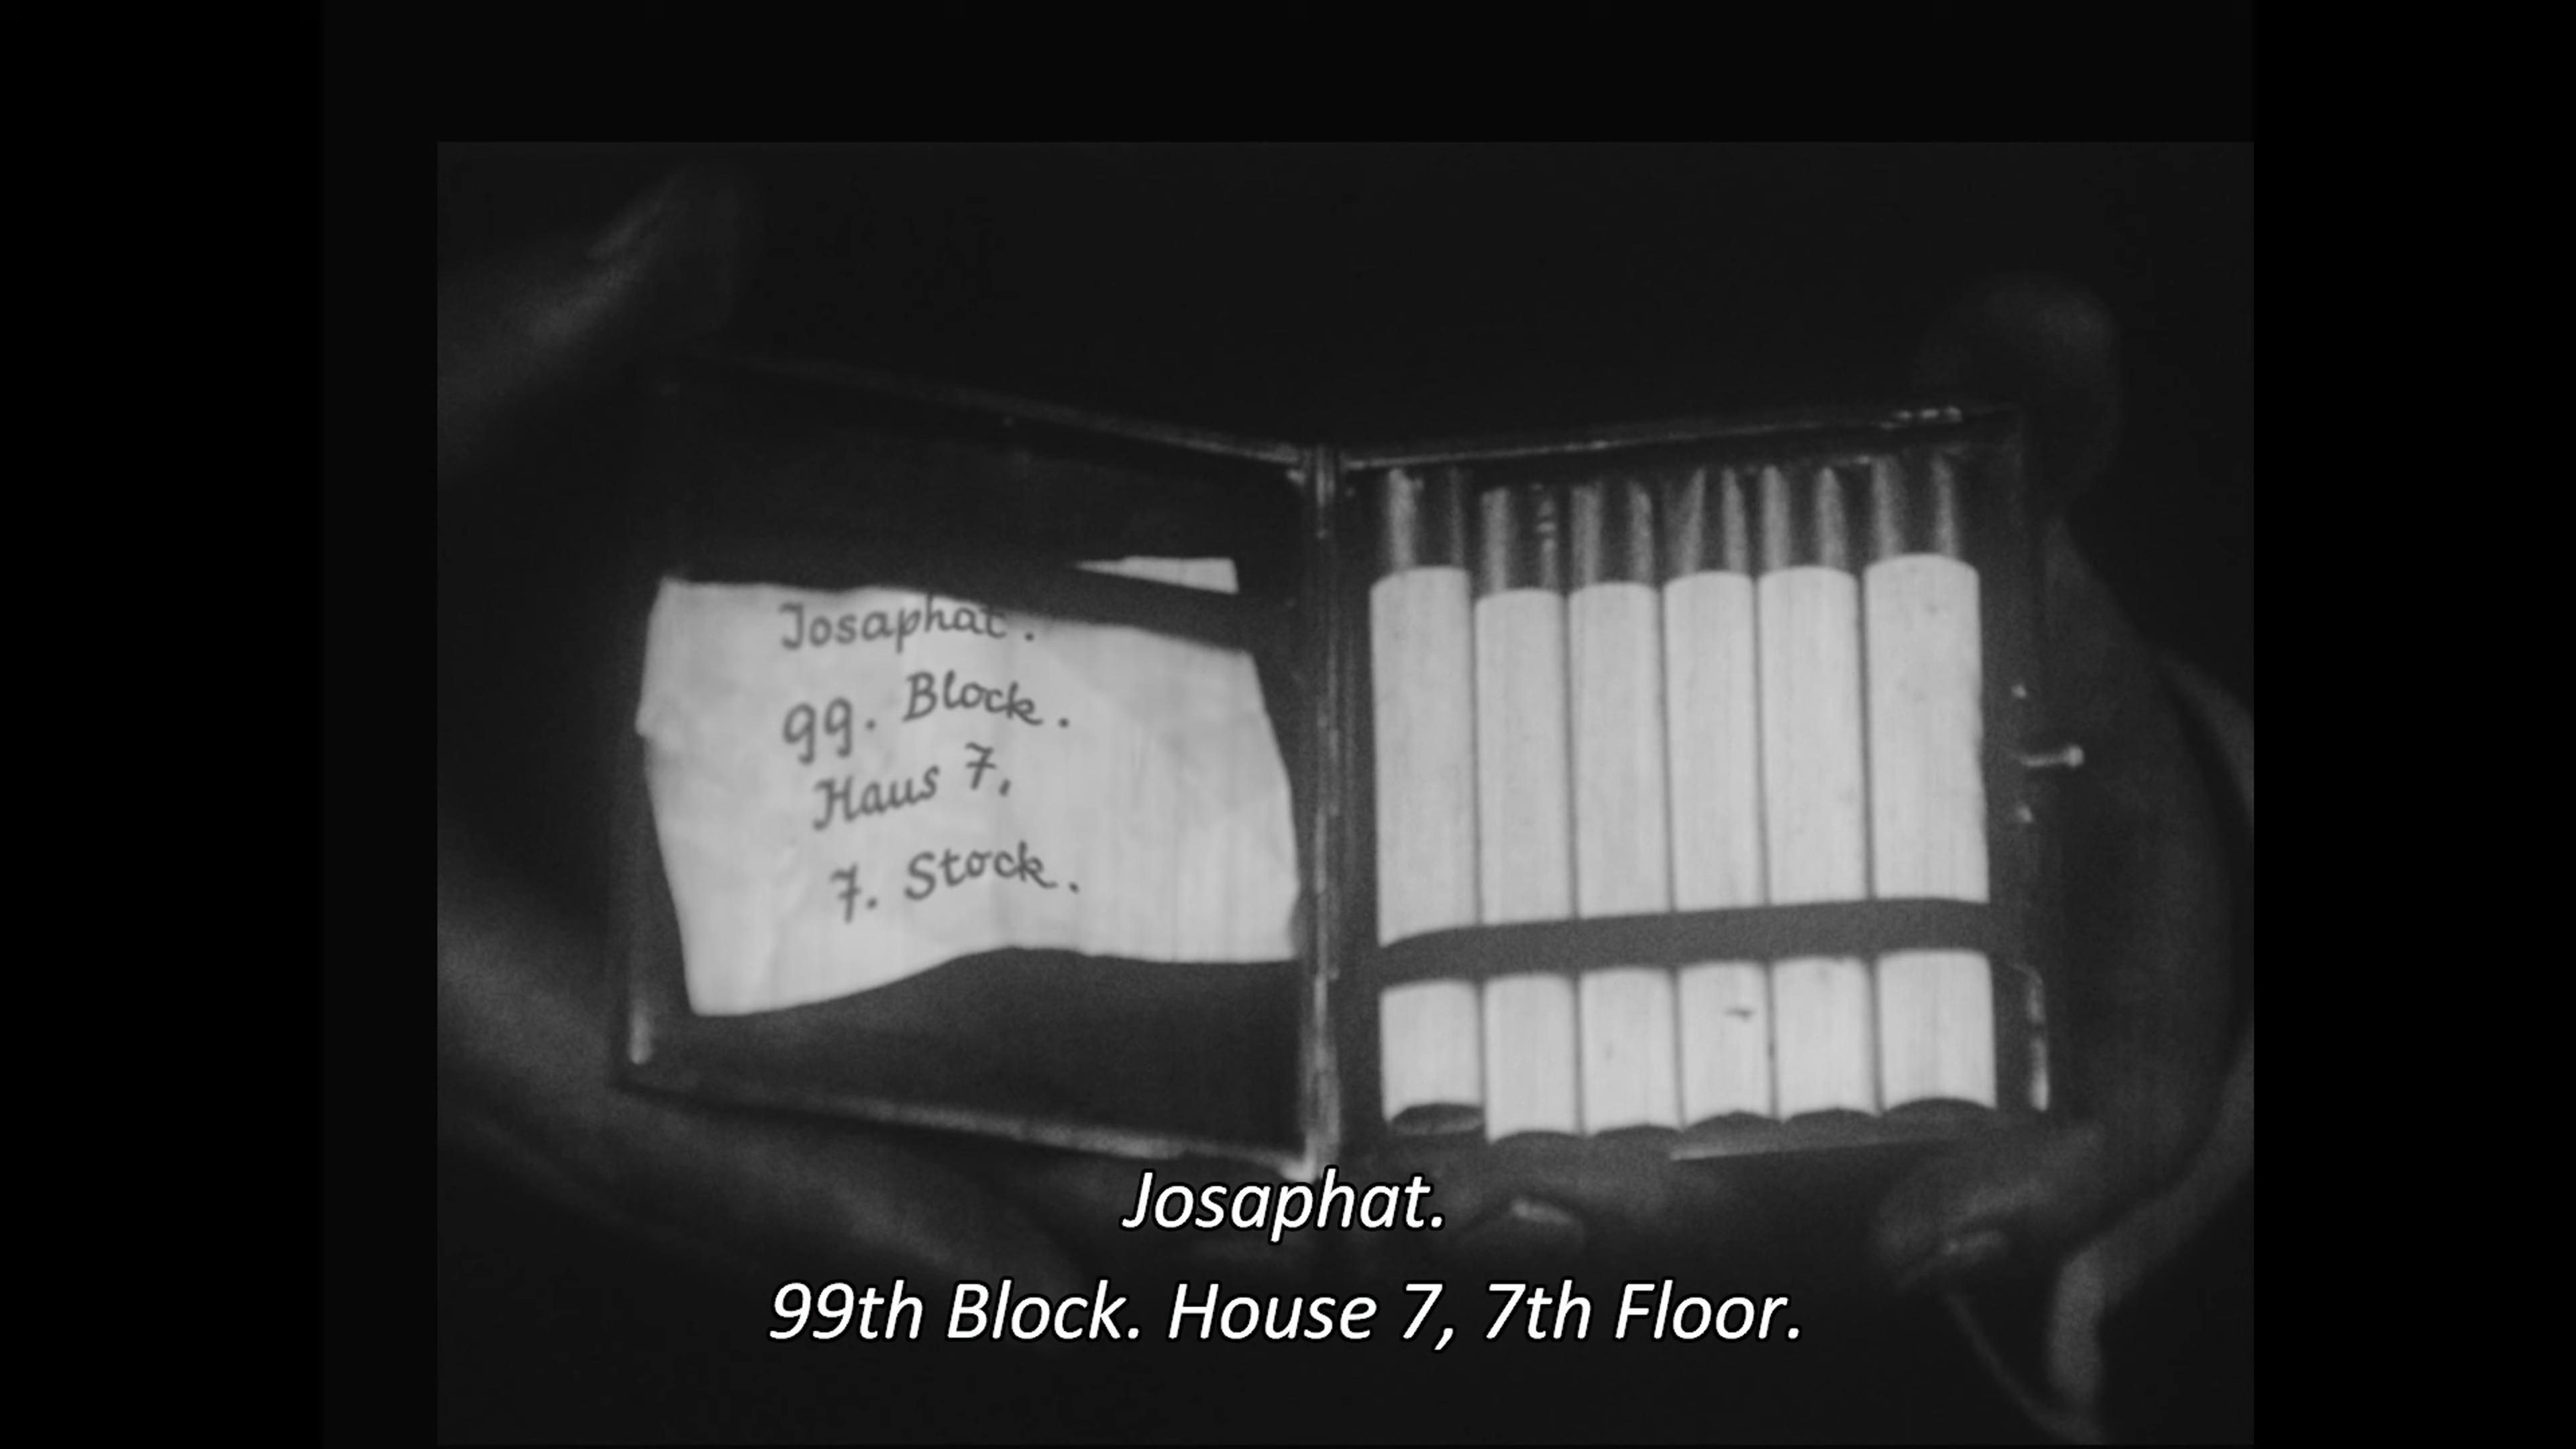 Josaphat.
99. Block.
Haus 7,
7. Stock.
Josaphat.
99th Block. House 7, 7th Floor.